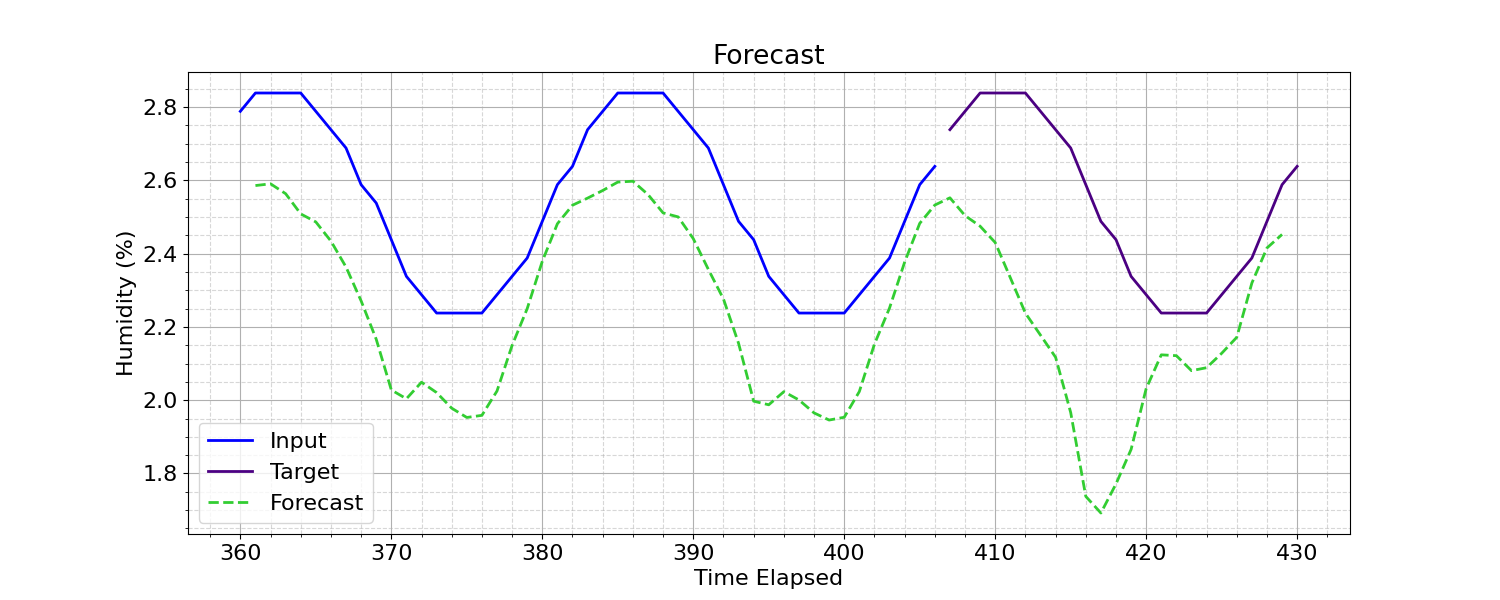 Forecast
Humidity (%)
2.8
2.6
2.4
2.2
2.0
1.8
Input
Target
Forecast
360 370 380 390 400 410 420 430
Time Elapsed